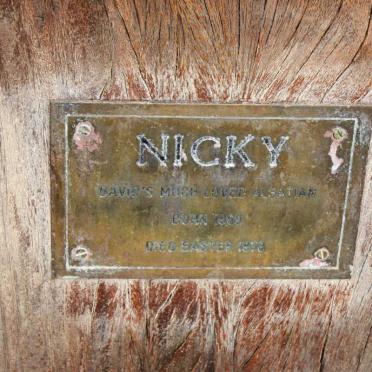 NICKY
DAVID'S MUCH LOVED ALSATIAN
BORN
DIED EASTER